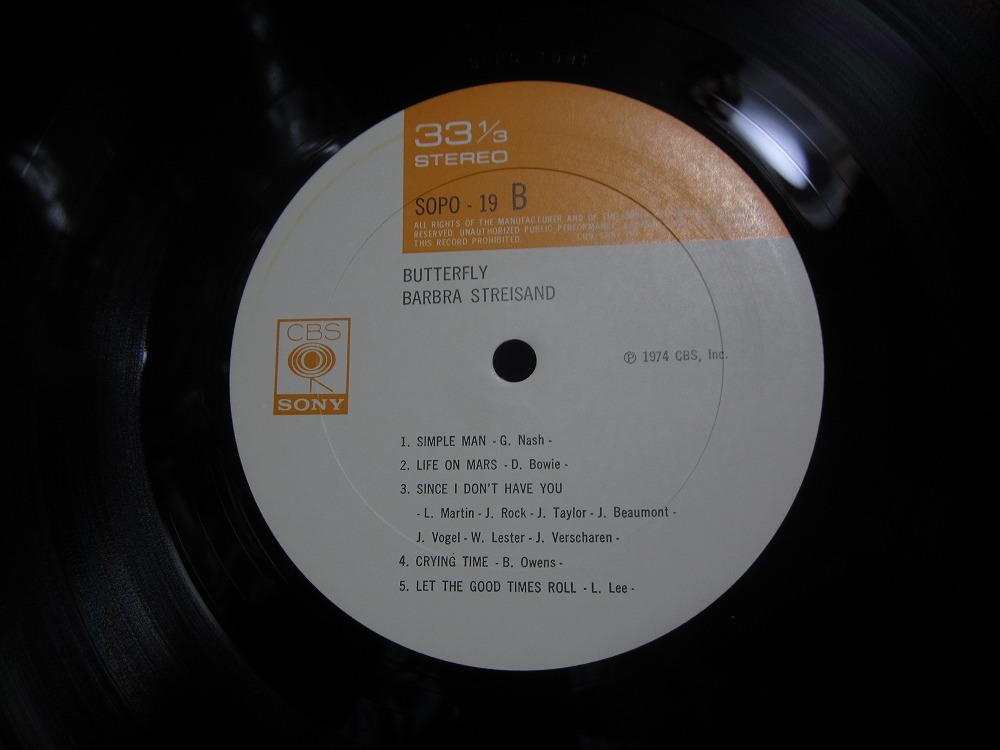 33 1/3
STEREO
SOPO - 19 B
ALL RIGHTS OF THE MANUFACTURER AND OF THE
RESERVED. UNAUTHORIZED PUBLIC PERFORMANCE,
THIS RECORD PROHIBITED.
BUTTERFLY
BARBRA STREISAND
CBS
SONY
℗ 1974 CBS, Inc.
1. SIMPLE MAN - G. Nash -
2. LIFE ON MARS - D. Bowie -
3. SINCE I DON'T HAVE YOU
- L. Martin - J. Rock - J. Taylor - J. Beaumont -
J. Vogel - W. Lester - J. Verscharen -
4. CRYING TIME - B. Owens -
5. LET THE GOOD TIMES ROLL - L. Lee -